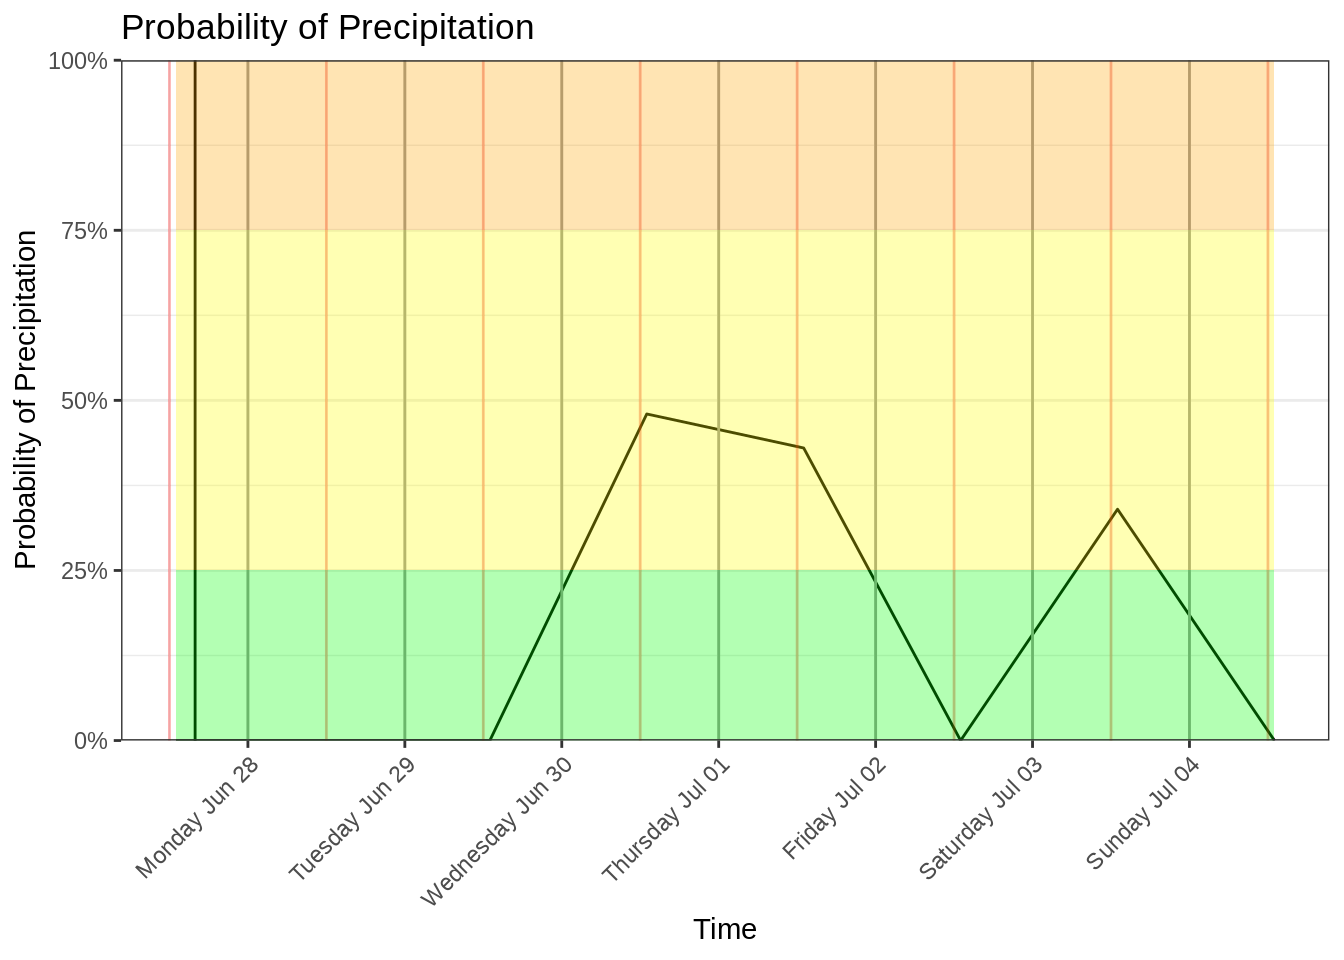 Probability of Precipitation
100%
75%
50%
25%
0%
Probability of Precipitation
Monday Jun 28
Tuesday Jun 29
Wednesday Jun 30
Thursday Jul 01
Friday Jul 02
Saturday Jul 03
Sunday Jul 04
Time